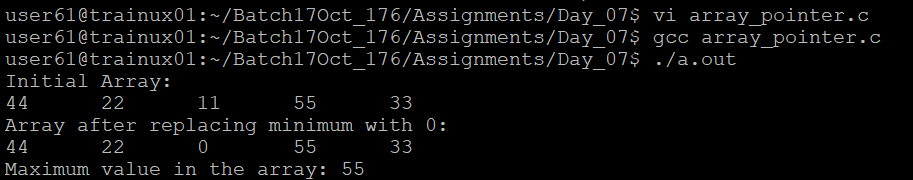 user61@trainux01:~/Batch17Oct_176/Assignments/Day_07$ vi array_pointer.c
user61@trainux01:~/Batch17Oct_176/Assignments/Day_07$ gcc array_pointer.c
user61@trainux01:~/Batch17Oct_176/Assignments/Day_07$ ./a.out
Initial Array:
44 22 11 55 33
Array after replacing minimum with 0:
44 22 0 55 33
Maximum value in the array: 55